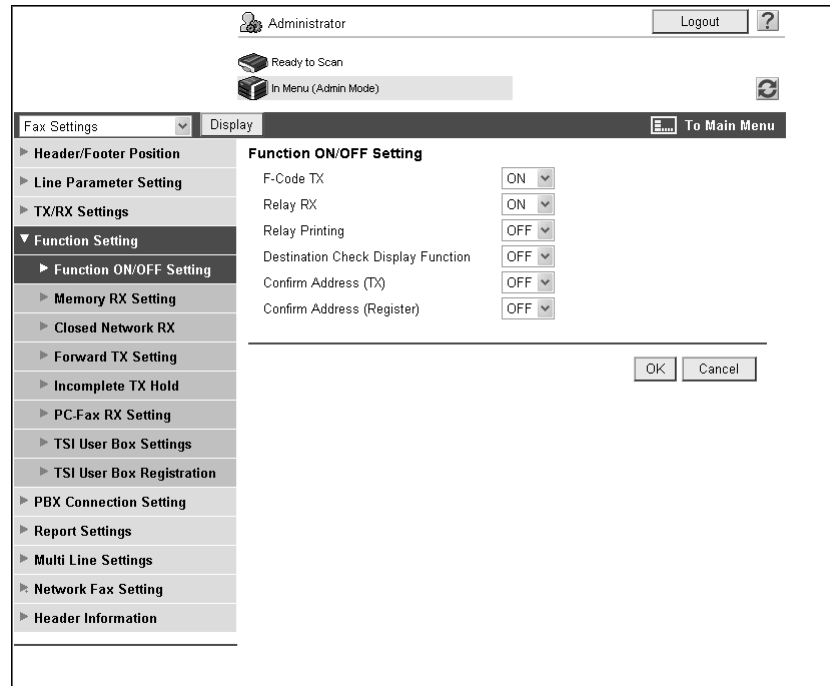 Administrator
Logout
?
Ready to Scan
In Menu (Admin Mode)
Fax Settings
Display
To Main Menu
Header/Footer Position
Line Parameter Setting
TX/RX Settings
Function Setting
Function ON/OFF Setting
Memory RX Setting
Closed Network RX
Forward TX Setting
Incomplete TX Hold
PC-Fax RX Setting
TSI User Box Settings
TSI User Box Registration
PBX Connection Setting
Report Settings
Multi Line Settings
Network Fax Setting
Header Information
Function ON/OFF Setting
F-Code TX ON
Relay RX ON
Relay Printing OFF
Destination Check Display Function OFF
Confirm Address (TX) OFF
Confirm Address (Register) OFF
OK Cancel